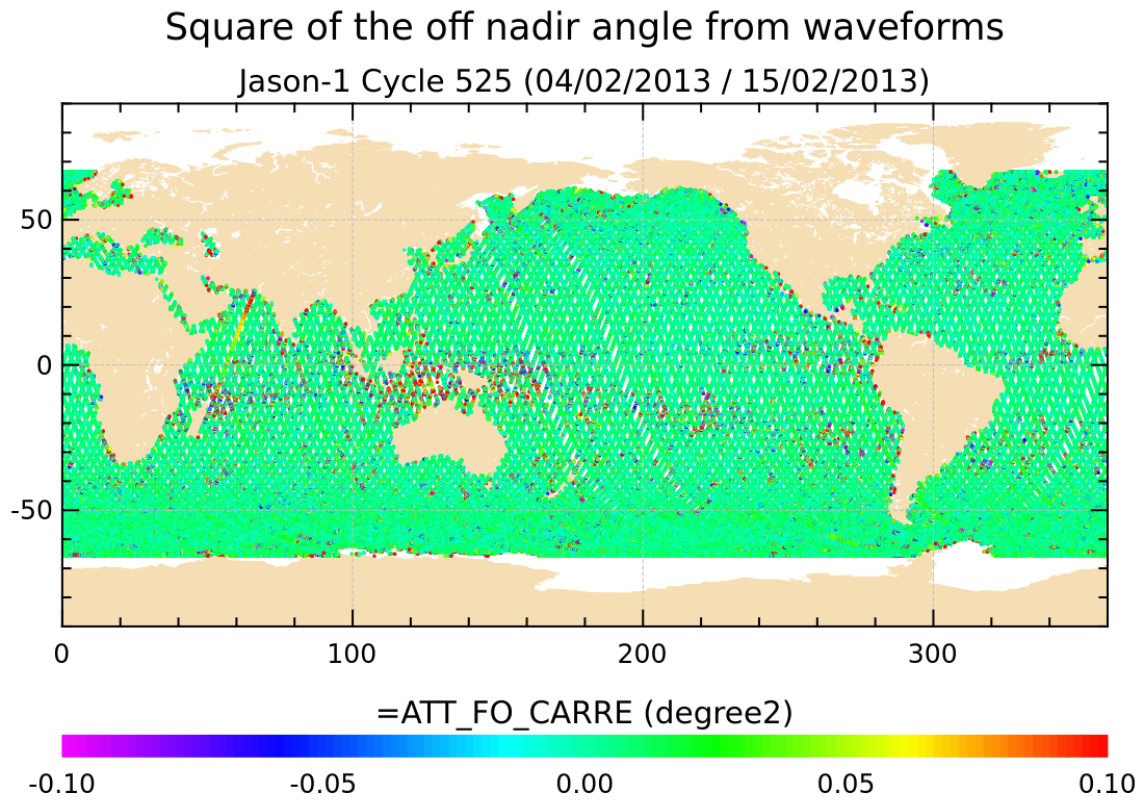 Square of the off nadir angle from waveforms
Jason-1 Cycle 525 (04/02/2013 / 15/02/2013)
50
0
-50
0 100 200 300
=ATT_FO_CARRE (degree2)
-0.10 -0.05 0.00 0.05 0.10